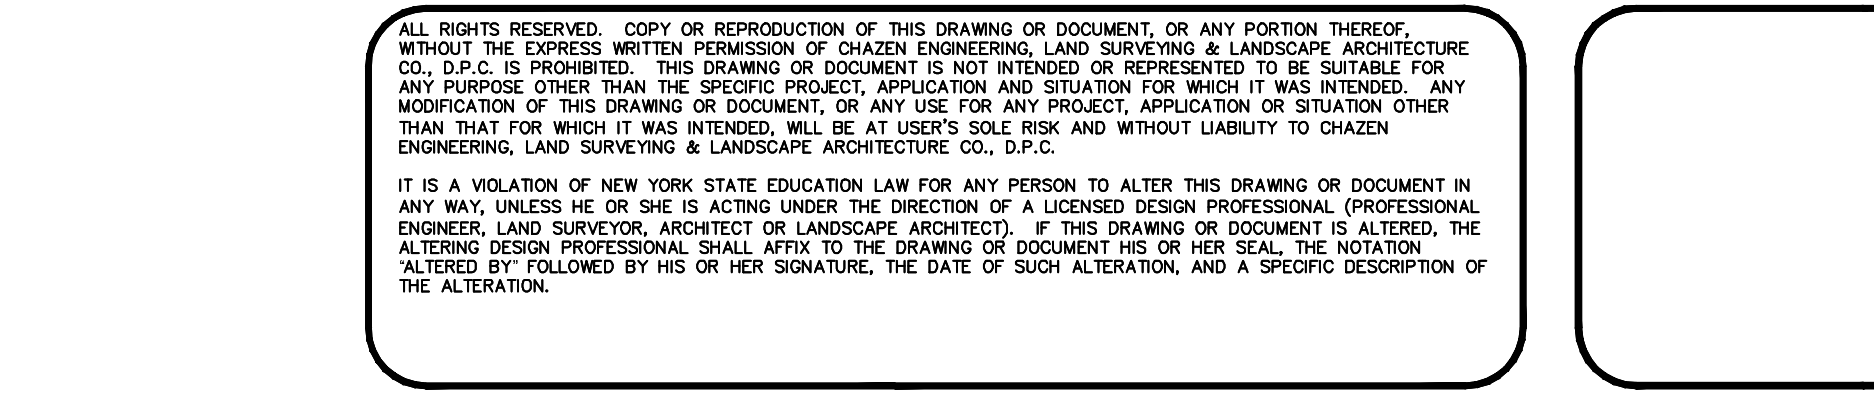 ALL RIGHTS RESERVED. COPY OR REPRODUCTION OF THIS DRAWING OR DOCUMENT, OR ANY PORTION THEREOF,
WITHOUT THE EXPRESS WRITTEN PERMISSION OF CHAZEN ENGINEERING, LAND SURVEYING & LANDSCAPE ARCHITECTURE
CO., D.P.C. IS PROHIBITED. THIS DRAWING OR DOCUMENT IS NOT INTENDED OR REPRESENTED TO BE SUITABLE FOR
ANY PURPOSE OTHER THAN THE SPECIFIC PROJECT, APPLICATION AND SITUATION FOR WHICH IT WAS INTENDED. ANY
MODIFICATION OF THIS DRAWING OR DOCUMENT, OR ANY USE FOR ANY PROJECT, APPLICATION OR SITUATION OTHER
THAN THAT FOR WHICH IT WAS INTENDED, WILL BE AT USER'S SOLE RISK AND WITHOUT LIABILITY TO CHAZEN
ENGINEERING, LAND SURVEYING & LANDSCAPE ARCHITECTURE CO., D.P.C.
IT IS A VIOLATION OF NEW YORK STATE EDUCATION LAW FOR ANY PERSON TO ALTER THIS DRAWING OR DOCUMENT IN
ANY WAY, UNLESS HE OR SHE IS ACTING UNDER THE DIRECTION OF A LICENSED DESIGN PROFESSIONAL (PROFESSIONAL
ENGINEER, LAND SURVEYOR, ARCHITECT OR LANDSCAPE ARCHITECT). IF THIS DRAWING OR DOCUMENT IS ALTERED, THE
ALTERING DESIGN PROFESSIONAL SHALL AFFIX TO THE DRAWING OR DOCUMENT HIS OR HER SEAL, THE NOTATION
"ALTERED BY" FOLLOWED BY HIS OR HER SIGNATURE, THE DATE OF SUCH ALTERATION, AND A SPECIFIC DESCRIPTION OF
THE ALTERATION.